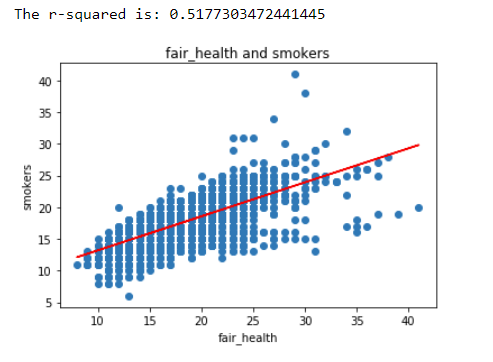 The r-squared is: 0.5177303472441445
fair_health and smokers
40
35
30
25
20
15
10
5
smokers
10 15 20 25 30 35 40
fair_health